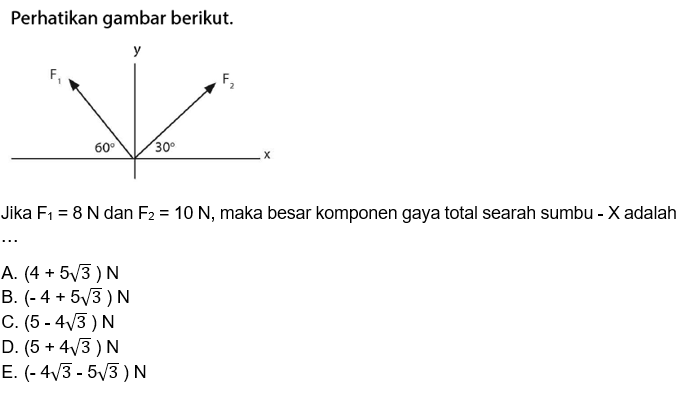 Perhatikan gambar berikut.
y
F₁
F₂
60°
30°
x
Jika F₁ = 8 N dan F₂ = 10 N, maka besar komponen gaya total searah sumbu - X adalah
...
A. (4 + 5√3 ) N
B. (- 4 + 5√3 ) N
C. (5 - 4√3 ) N
D. (5 + 4√3 ) N
E. (- 4√3 - 5√3 ) N